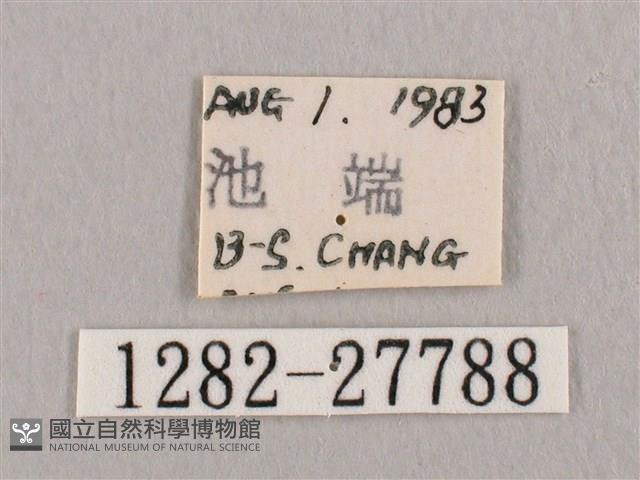 AUG 1. 1983
池 端
B-S. CHANG
1282-27788
國立自然科學博物館
NATIONAL MUSEUM OF NATURAL SCIENCE